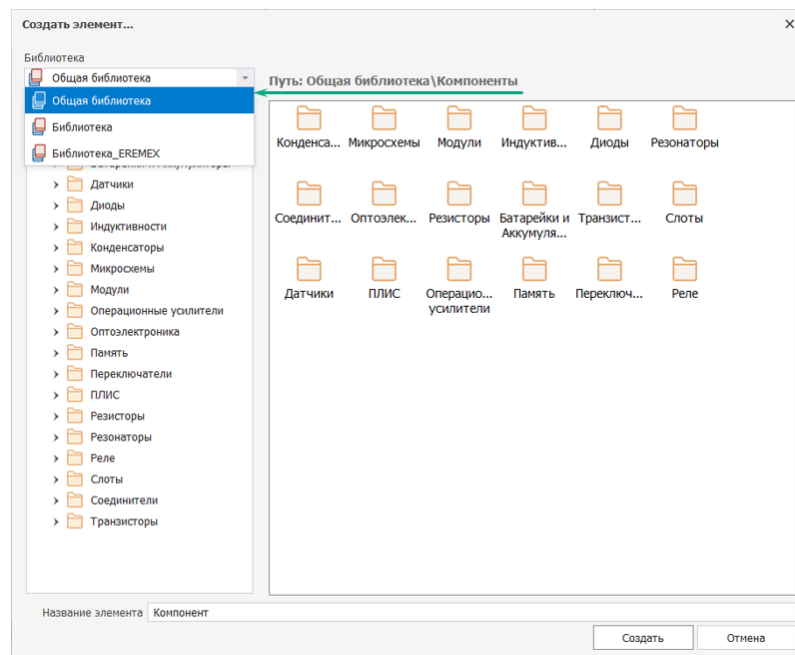 Создать элемент...
Библиотека
Общая библиотека
Общая библиотека
Библиотека
Библиотека_EREMEX
Датчики
Диоды
Индуктивности
Конденсаторы
Микросхемы
Модули
Операционные усилители
Оптоэлектроника
Память
Переключатели
ПЛИС
Резисторы
Резонаторы
Реле
Слоты
Соединители
Транзисторы
Путь: Общая библиотека\Компоненты
Конденса... Микросхемы Модули Индуктив... Диоды Резонаторы
Соединит... Оптоэлек... Резисторы Батарейки и Транзист... Слоты
Аккумуля...
Датчики ПЛИС Операцио... Память Переключ... Реле
усилители
Название элемента Компонент
Создать Отмена